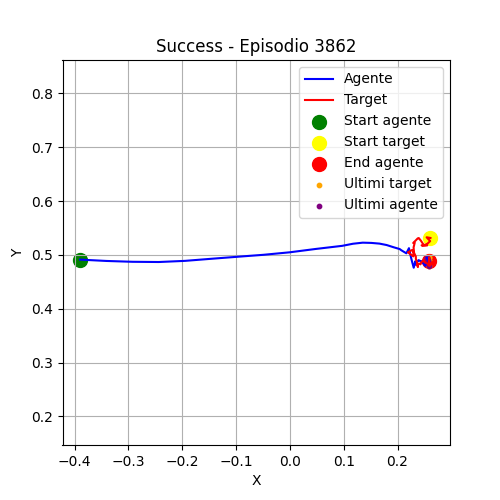 Success - Episodio 3862
Agente
Target
Start agente
Start target
End agente
Ultimi target
Ultimi agente
Y
0.8
0.7
0.6
0.5
0.4
0.3
0.2
−0.4 −0.3 −0.2 −0.1 0.0 0.1 0.2
X